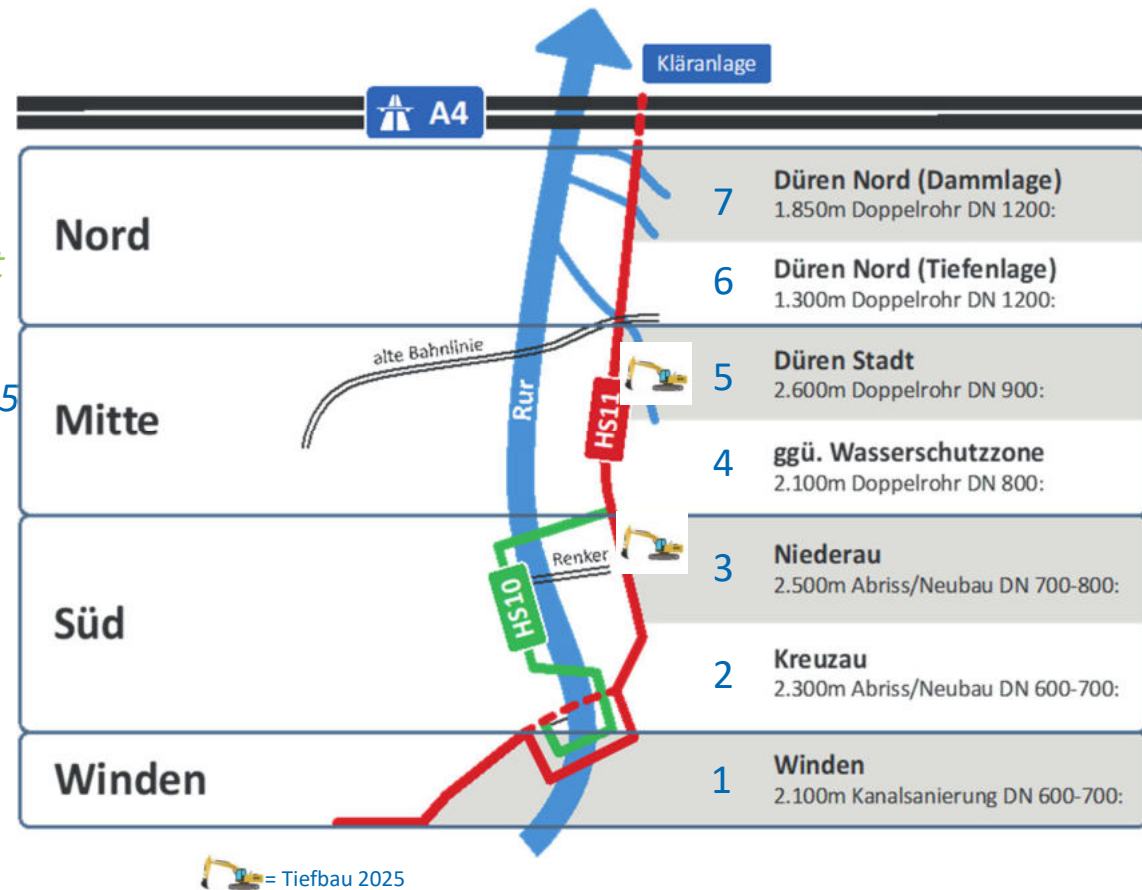 Kläranlage
A4
Nord
7
Düren Nord (Dammlage)
1.850m Doppelrohr DN 1200:
6
Düren Nord (Tiefenlage)
1.300m Doppelrohr DN 1200:
alte Bahnlinie
Rur
HS11
Mitte
5
5
Düren Stadt
2.600m Doppelrohr DN 900:
4
ggü. Wasserschutzzone
2.100m Doppelrohr DN 800:
Süd
HS10
Renker
3
Niederau
2.500m Abriss/Neubau DN 700-800:
2
Kreuzau
2.300m Abriss/Neubau DN 600-700:
Winden
1
Winden
2.100m Kanalsanierung DN 600-700:
= Tiefbau 2025